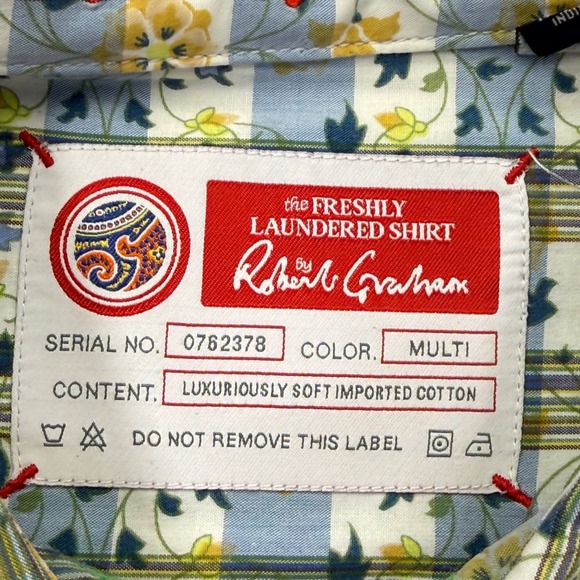 INDI
the FRESHLY
LAUNDERED SHIRT
by
Robert Graham
SERIAL NO. 0762378 COLOR. MULTI
CONTENT. LUXURIOUSLY SOFT IMPORTED COTTON
DO NOT REMOVE THIS LABEL